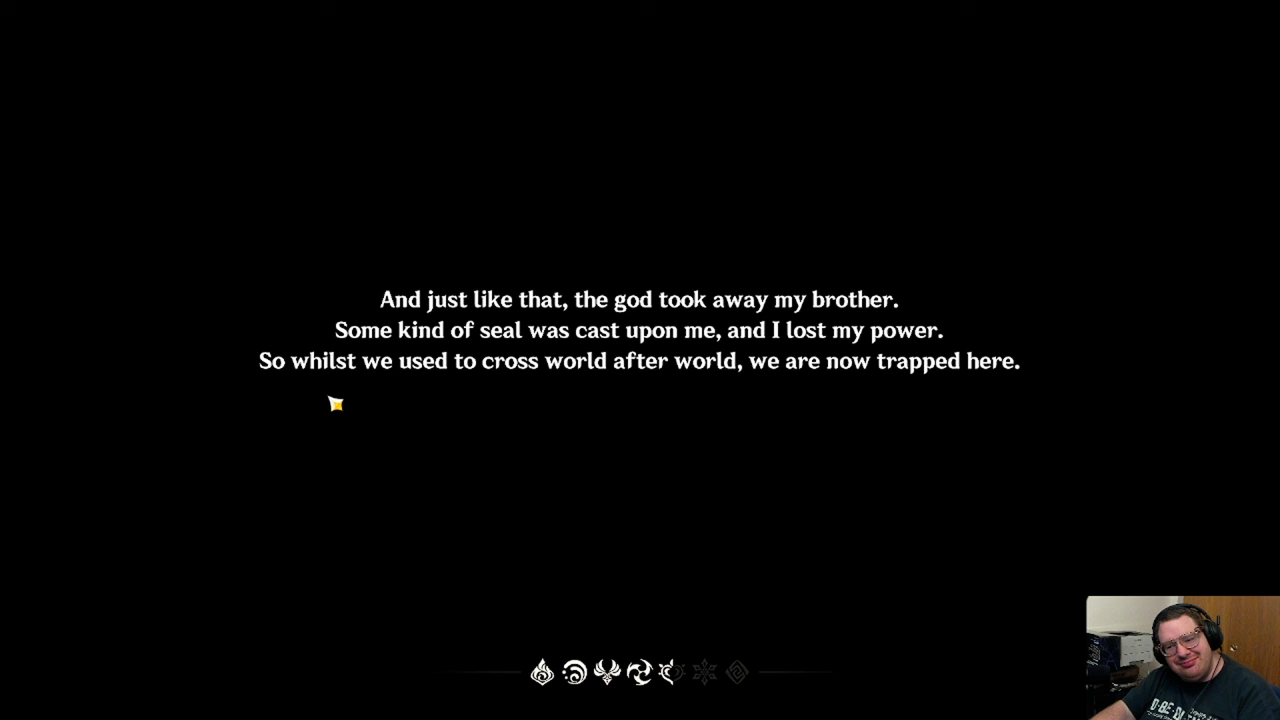 And just like that, the god took away my brother.
Some kind of seal was cast upon me, and I lost my power.
So whilst we used to cross world after world, we are now trapped here.